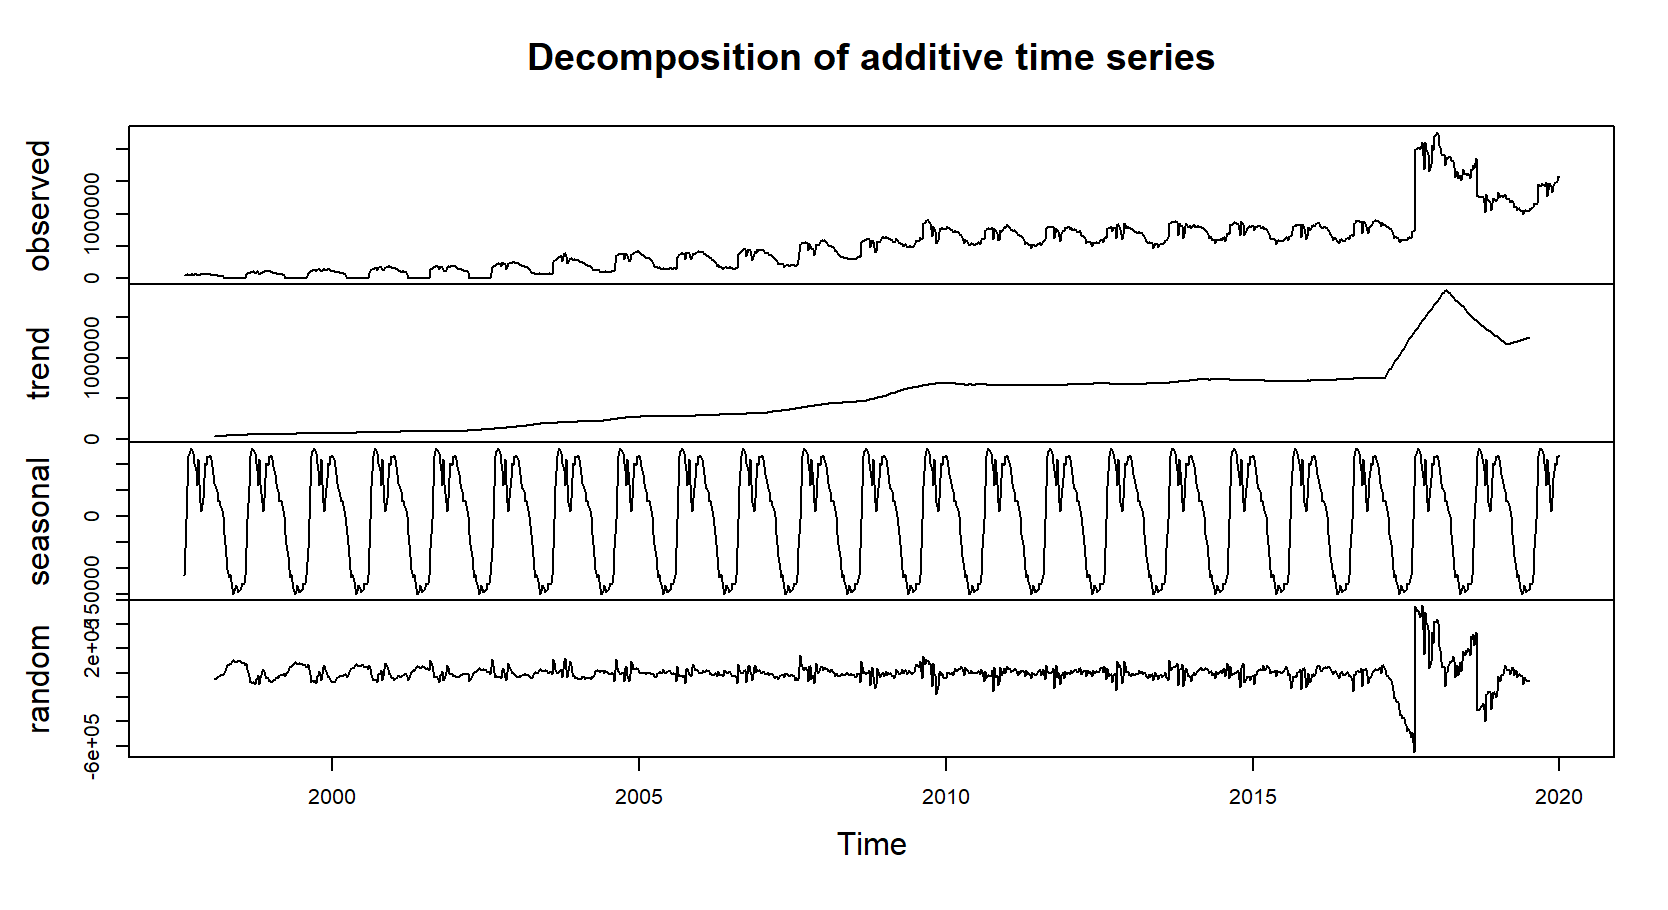 Decomposition of additive time series
observed
0
1000000
trend
0
1000000
seasonal
-150000
0
random
-6e+05
2e+05
2000
2005
2010
2015
2020
Time